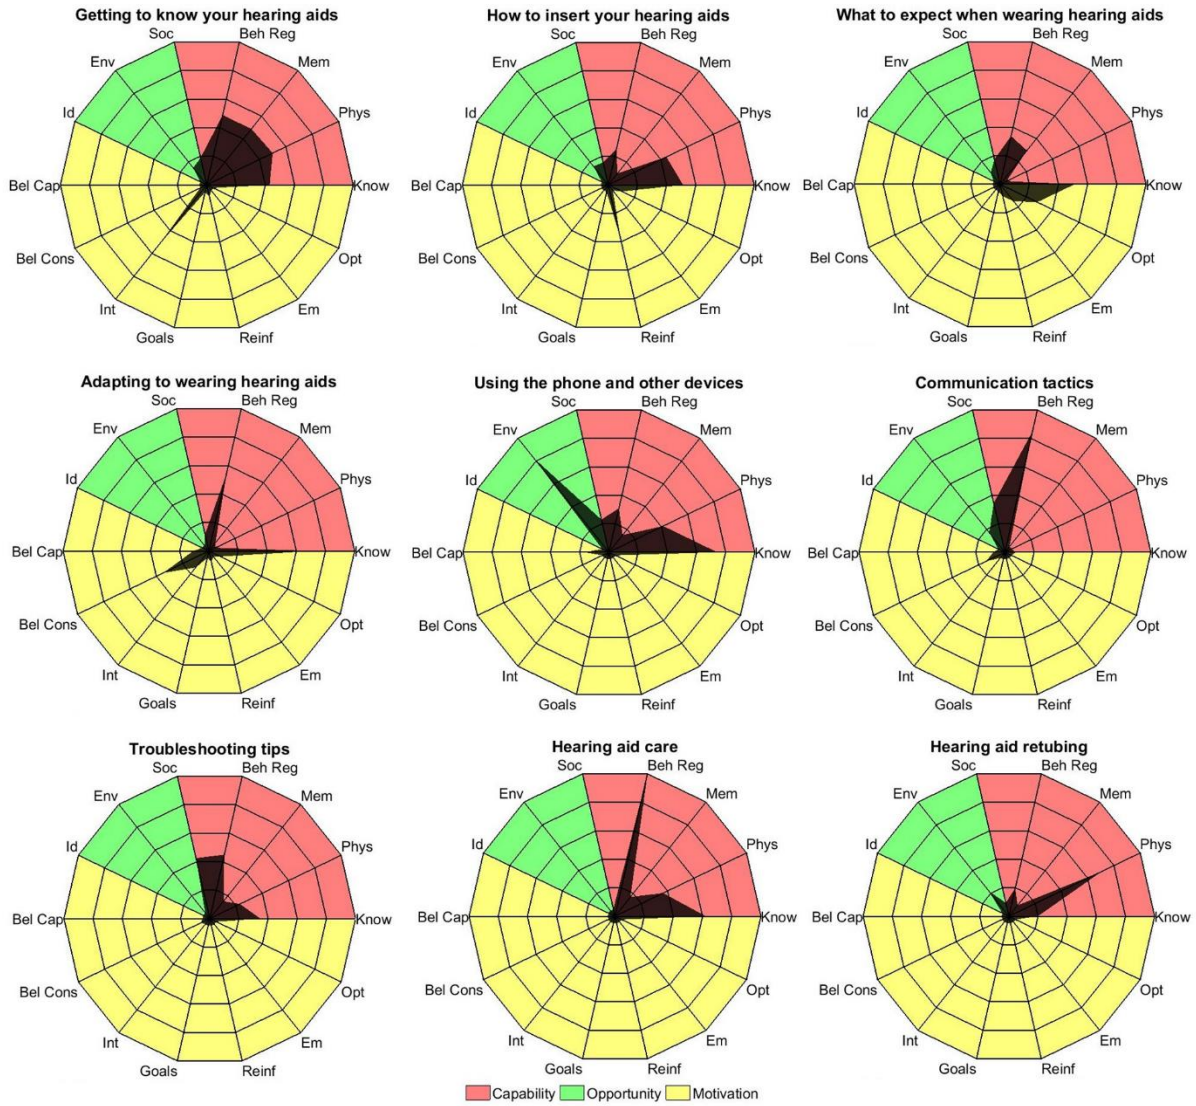 Getting to know your hearing aids
Soc Beh Reg
Env Mem
Id Phys
Bel Cap Know
Bel Cons Opt
Int Em
Goals Reinf
How to insert your hearing aids
Soc Beh Reg
Env Mem
Id Phys
Bel Cap Know
Bel Cons Opt
Int Em
Goals Reinf
What to expect when wearing hearing aids
Soc Beh Reg
Env Mem
Id Phys
Bel Cap Know
Bel Cons Opt
Int Em
Goals Reinf
Adapting to wearing hearing aids
Soc Beh Reg
Env Mem
Id Phys
Bel Cap Know
Bel Cons Opt
Int Em
Goals Reinf
Using the phone and other devices
Soc Beh Reg
Env Mem
Id Phys
Bel Cap Know
Bel Cons Opt
Int Em
Goals Reinf
Communication tactics
Soc Beh Reg
Env Mem
Id Phys
Bel Cap Know
Bel Cons Opt
Int Em
Goals Reinf
Troubleshooting tips
Soc Beh Reg
Env Mem
Id Phys
Bel Cap Know
Bel Cons Opt
Int Em
Goals Reinf
Hearing aid care
Soc Beh Reg
Env Mem
Id Phys
Bel Cap Know
Bel Cons Opt
Int Em
Goals Reinf
Hearing aid retubing
Soc Beh Reg
Env Mem
Id Phys
Bel Cap Know
Bel Cons Opt
Int Em
Goals Reinf
Capability Opportunity Motivation